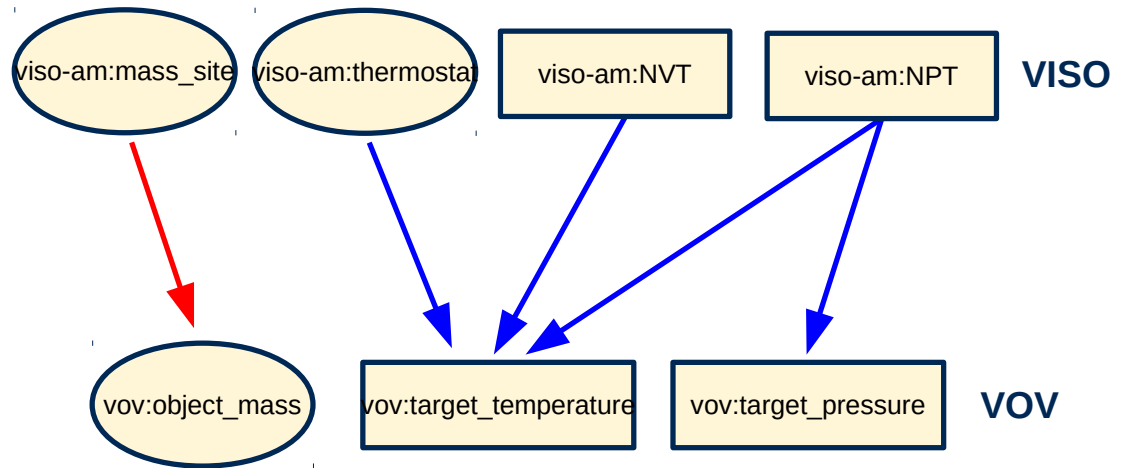 viso-am:mass_site
viso-am:thermostat
viso-am:NVT
viso-am:NPT
VISO
vov:object_mass
vov:target_temperature
vov:target_pressure
VOV